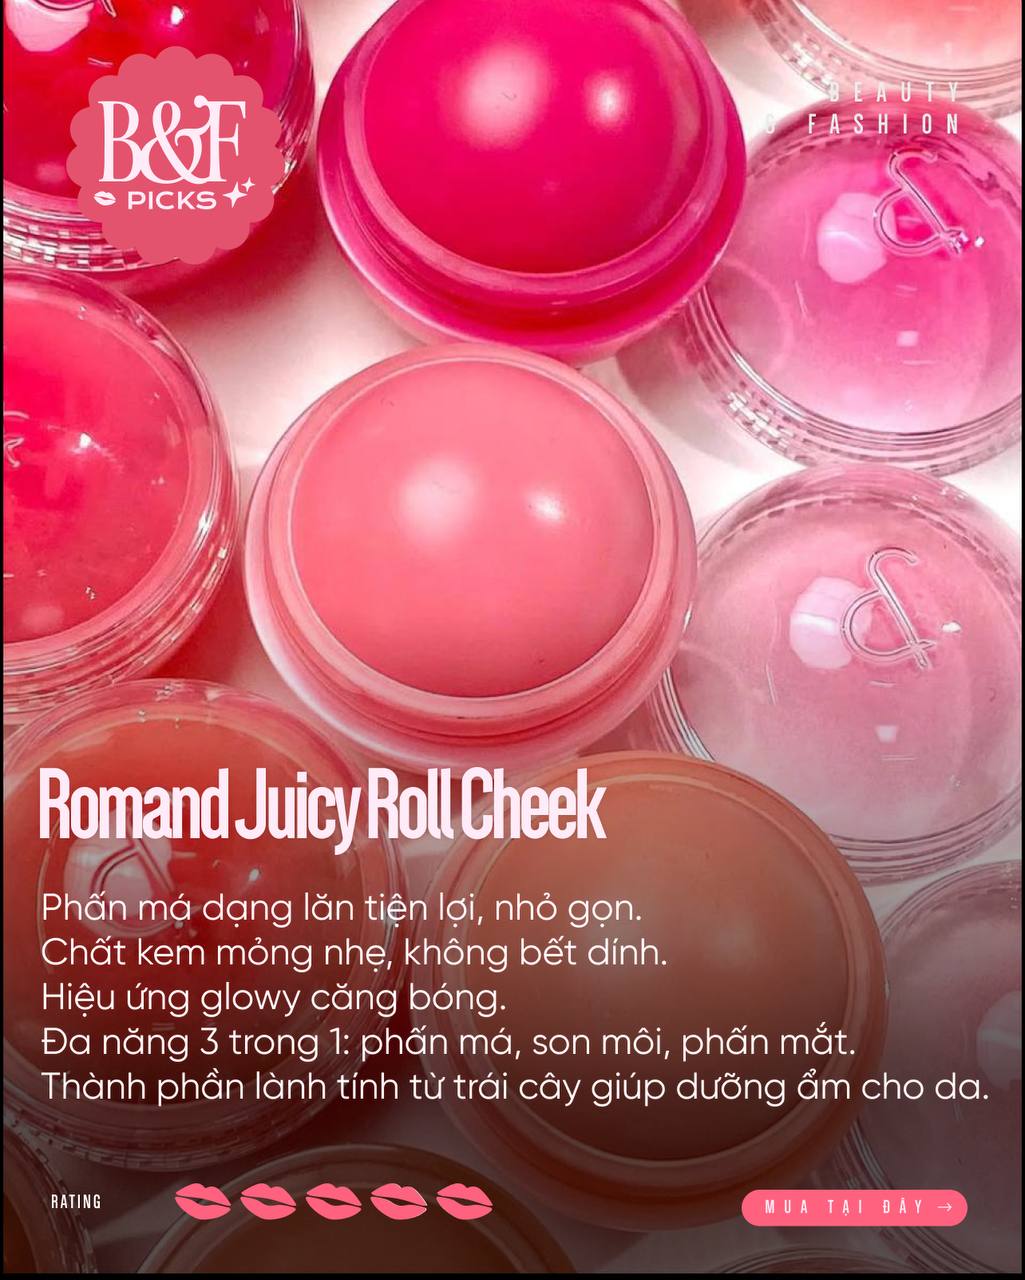 B&F
PICKS
BEAUTY
& FASHION
Romand Juicy Roll Cheek
Phấn má dạng lăn tiện lợi, nhỏ gọn.
Chất kem mỏng nhẹ, không bết dính.
Hiệu ứng glowy căng bóng.
Đa năng 3 trong 1: phấn má, son môi, phấn mắt.
Thành phần lành tính từ trái cây giúp dưỡng ẩm cho da.
RATING
MUA TẠI ĐÂY →